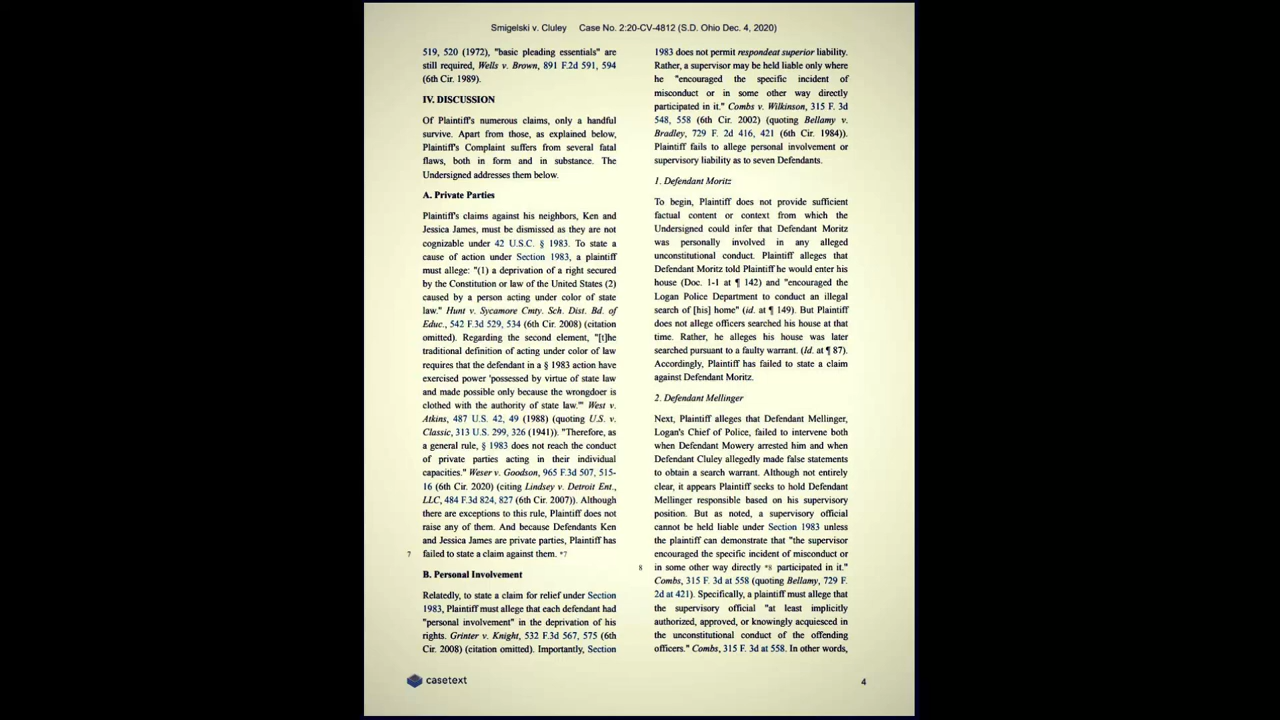 Smigelski v. Cluley Case No. 2:20-CV-4812 (S.D. Ohio Dec. 4, 2020)
519, 520 (1972), "basic pleading essentials" are
still required, Wells v. Brown, 891 F.2d 591, 594
(6th Cir. 1989).
IV. DISCUSSION
Of Plaintiff's numerous claims, only a handful
survive. Apart from those, as explained below,
Plaintiff's Complaint suffers from several fatal
flaws, both in form and in substance. The
Undersigned addresses them below.
A. Private Parties
Plaintiff's claims against his neighbors, Ken and
Jessica James, must be dismissed as they are not
cognizable under 42 U.S.C. § 1983. To state a
cause of action under Section 1983, a plaintiff
must allege: "(1) a deprivation of a right secured
by the Constitution or law of the United States (2)
caused by a person acting under color of state
law." Hunt v. Sycamore Cmty. Sch. Dist. Bd. of
Educ., 542 F.3d 529, 534 (6th Cir. 2008) (citation
omitted). Regarding the second element, "[t]he
traditional definition of acting under color of law
requires that the defendant in a § 1983 action have
exercised power 'possessed by virtue of state law
and made possible only because the wrongdoer is
clothed with the authority of state law.'" West v.
Atkins, 487 U.S. 42, 49 (1988) (quoting U.S. v.
Classic, 313 U.S. 299, 326 (1941)). "Therefore, as
a general rule, § 1983 does not reach the conduct
of private parties acting in their individual
capacities." Weser v. Goodson, 965 F.3d 507, 515-
16 (6th Cir. 2020) (citing Lindsey v. Detroit Ent.,
LLC, 484 F.3d 824, 827 (6th Cir. 2007)). Although
there are exceptions to this rule, Plaintiff does not
raise any of them. And because Defendants Ken
and Jessica James are private parties, Plaintiff has
7 failed to state a claim against them. *7
B. Personal Involvement
Relatedly, to state a claim for relief under Section
1983, Plaintiff must allege that each defendant had
"personal involvement" in the deprivation of his
rights. Grinter v. Knight, 532 F.3d 567, 575 (6th
Cir. 2008) (citation omitted). Importantly, Section
1983 does not permit respondeat superior liability.
Rather, a supervisor may be held liable only where
he "encouraged the specific incident of
misconduct or in some other way directly
participated in it." Combs v. Wilkinson, 315 F. 3d
548, 558 (6th Cir. 2002) (quoting Bellamy v.
Bradley, 729 F. 2d 416, 421 (6th Cir. 1984)).
Plaintiff fails to allege personal involvement or
supervisory liability as to seven Defendants.
1. Defendant Moritz
To begin, Plaintiff does not provide sufficient
factual content or context from which the
Undersigned could infer that Defendant Moritz
was personally involved in any alleged
unconstitutional conduct. Plaintiff alleges that
Defendant Moritz told Plaintiff he would enter his
house (Doc. 1-1 at ¶ 142) and "encouraged the
Logan Police Department to conduct an illegal
search of [his] home" (id. at ¶ 149). But Plaintiff
does not allege officers searched his house at that
time. Rather, he alleges his house was later
searched pursuant to a faulty warrant. (Id. at ¶ 87).
Accordingly, Plaintiff has failed to state a claim
against Defendant Moritz.
2. Defendant Mellinger
Next, Plaintiff alleges that Defendant Mellinger,
Logan's Chief of Police, failed to intervene both
when Defendant Mowery arrested him and when
Defendant Cluley allegedly made false statements
to obtain a search warrant. Although not entirely
clear, it appears Plaintiff seeks to hold Defendant
Mellinger responsible based on his supervisory
position. But as noted, a supervisory official
cannot be held liable under Section 1983 unless
the plaintiff can demonstrate that "the supervisor
encouraged the specific incident of misconduct or
8 in some other way directly *8 participated in it."
Combs, 315 F. 3d at 558 (quoting Bellamy, 729 F.
2d at 421). Specifically, a plaintiff must allege that
the supervisory official "at least implicitly
authorized, approved, or knowingly acquiesced in
the unconstitutional conduct of the offending
officers." Combs, 315 F. 3d at 558. In other words,
casetext
4